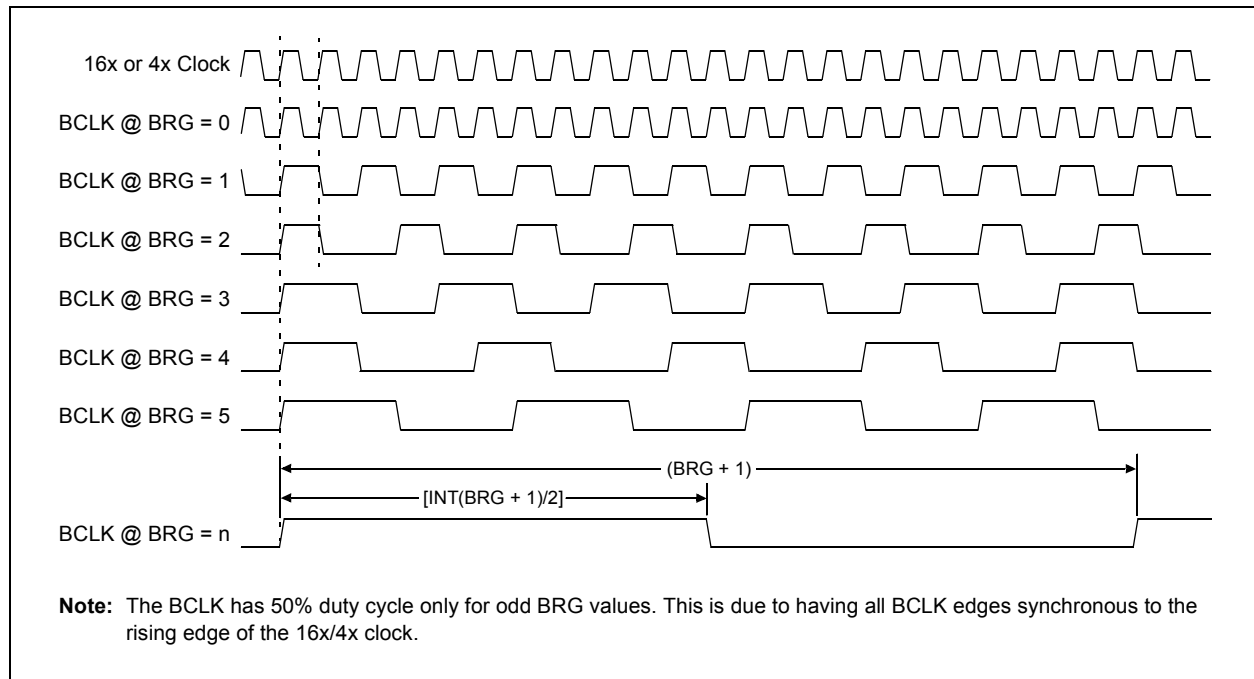 16x or 4x Clock
BCLK @ BRG = 0
BCLK @ BRG = 1
BCLK @ BRG = 2
BCLK @ BRG = 3
BCLK @ BRG = 4
BCLK @ BRG = 5
(BRG + 1)
[INT(BRG + 1)/2]
BCLK @ BRG = n
Note: The BCLK has 50% duty cycle only for odd BRG values. This is due to having all BCLK edges synchronous to the
rising edge of the 16x/4x clock.